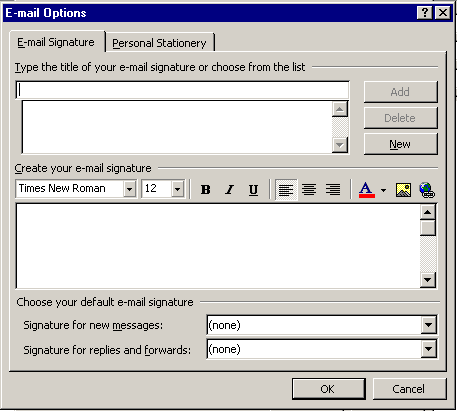 E-mail Options
E-mail Signature Personal Stationery
Type the title of your e-mail signature or choose from the list
Add
Delete
New
Create your e-mail signature
Times New Roman 12 B I U A
Choose your default e-mail signature
Signature for new messages: (none)
Signature for replies and forwards: (none)
OK Cancel